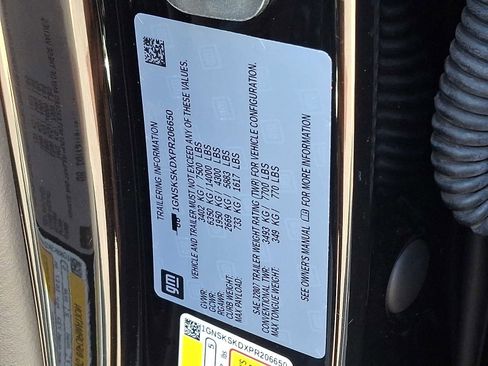 TRAILERING INFORMATION
1GNSKSKDXPR206650
VEHICLE AND TRAILER MUST NOT EXCEED ANY OF THESE VALUES.
GVWR: 3402 KG / 7500 LBS
GCWR: 6350 KG / 14000 LBS
RGAWR: 1950 KG / 4300 LBS
CURB WEIGHT: 2669 KG / 5883 LBS
MAX PAYLOAD: 733 KG / 1617 LBS
SAE J2807 TRAILER WEIGHT RATING (TWR) FOR VEHICLE CONFIGURATION.
CONVENTIONAL TWR: 3493 KG / 7700 LBS
MAX TONGUE WEIGHT: 349 KG / 770 LBS
SEE OWNER'S MANUAL FOR MORE INFORMATION
gm
1GNSKSKDXPR206650